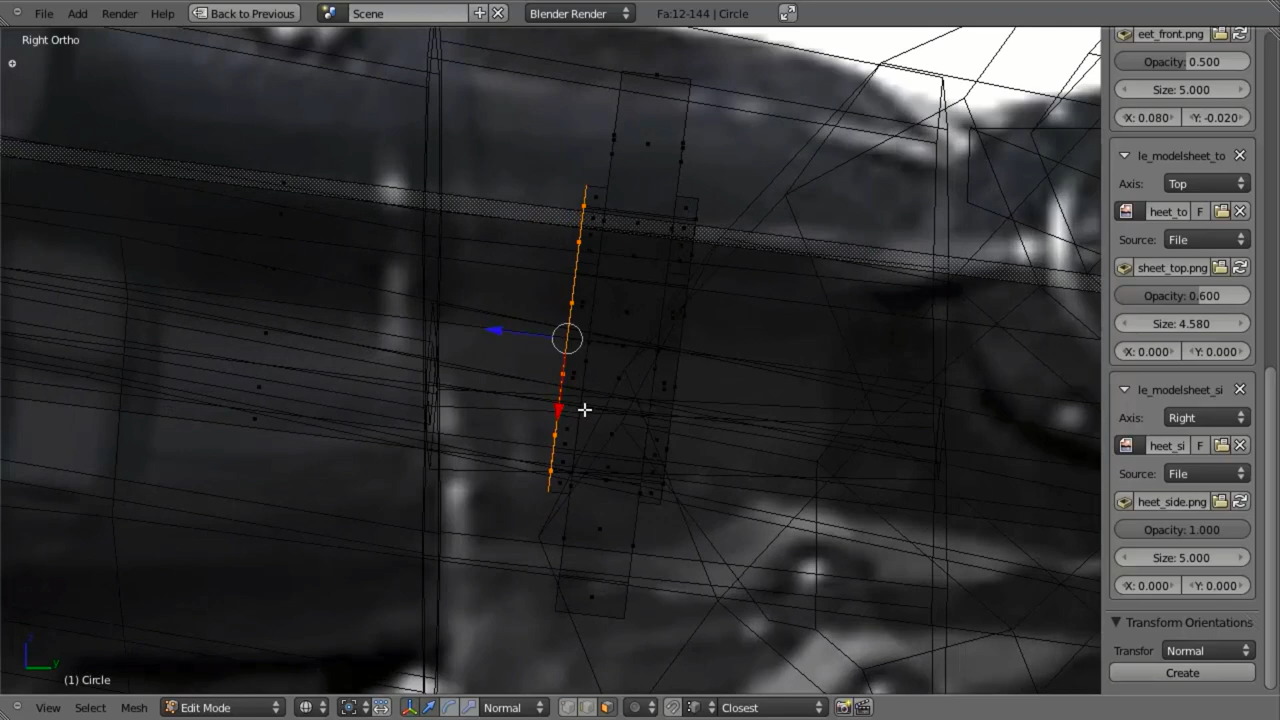 File Add Render Help Back to Previous Scene Blender Render Fa:12-144 | Circle
Right Ortho
eet_front.png
Opacity: 0.500
Size: 5.000
X: 0.080 Y: -0.020
le_modelsheet_to
Axis: Top
heet_to F
Source: File
sheet_top.png
Opacity: 0.600
Size: 4.580
X: 0.000 Y: 0.000
le_modelsheet_si
Axis: Right
heet_si F
Source: File
heet_side.png
Opacity: 1.000
Size: 5.000
X: 0.000 Y: 0.000
Transform Orientations
Transfor Normal
Create
z
y
(1) Circle
View Select Mesh Edit Mode Normal Closest